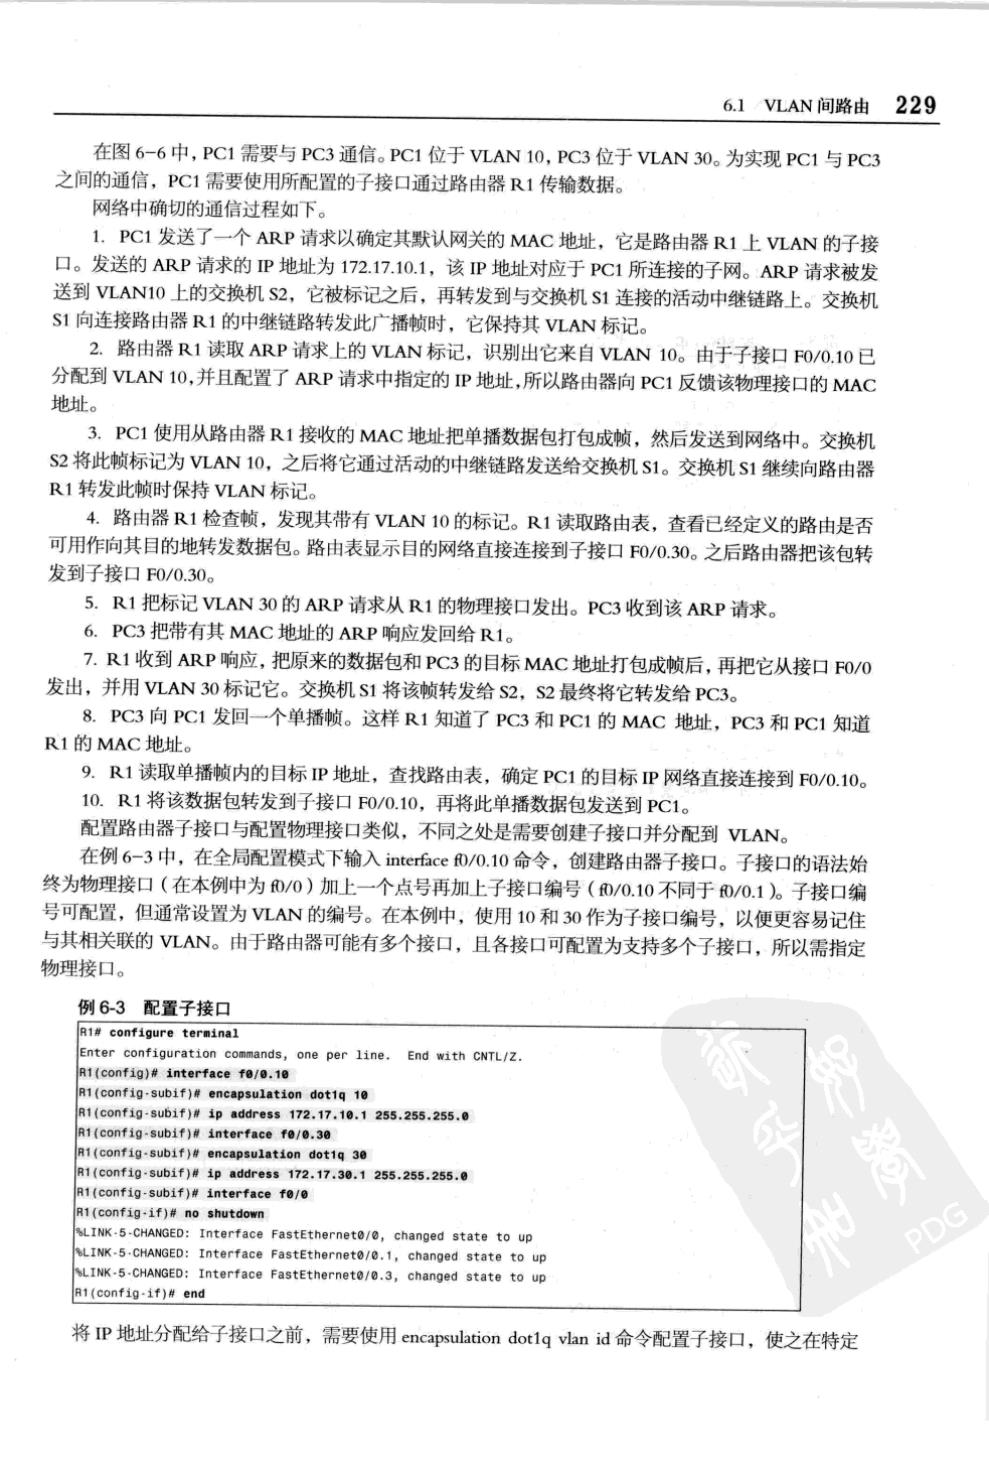 6.1 VLAN 间路由 229
在图 6-6 中，PC1 需要与 PC3 通信。PC1 位于 VLAN 10，PC3 位于 VLAN 30。为实现 PC1 与 PC3
之间的通信，PC1 需要使用所配置的子接口通过路由器 R1 传输数据。
网络中确切的通信过程如下。
1. PC1 发送了一个 ARP 请求以确定其默认网关的 MAC 地址，它是路由器 R1 上 VLAN 的子接
口。发送的 ARP 请求的 IP 地址为 172.17.10.1，该 IP 地址对应于 PC1 所连接的子网。ARP 请求被发
送到 VLAN10 上的交换机 S2，它被标记之后，再转发到与交换机 S1 连接的活动中继链路上。交换机
S1 向连接路由器 R1 的中继链路转发此广播帧时，它保持其 VLAN 标记。
2. 路由器 R1 读取 ARP 请求上的 VLAN 标记，识别出它来自 VLAN 10。由于子接口 F0/0.10 已
分配到 VLAN 10，并且配置了 ARP 请求中指定的 IP 地址，所以路由器向 PC1 反馈该物理接口的 MAC
地址。
3. PC1 使用从路由器 R1 接收的 MAC 地址把单播数据包打包成帧，然后发送到网络中。交换机
S2 将此帧标记为 VLAN 10，之后将它通过活动的中继链路发送给交换机 S1。交换机 S1 继续向路由器
R1 转发此帧时保持 VLAN 标记。
4. 路由器 R1 检查帧，发现其带有 VLAN 10 的标记。R1 读取路由表，查看已经定义的路由是否
可用作向其目的地转发数据包。路由表显示目的网络直接连接到子接口 F0/0.30。之后路由器把该包转
发到子接口 F0/0.30。
5. R1 把标记 VLAN 30 的 ARP 请求从 R1 的物理接口发出。PC3 收到该 ARP 请求。
6. PC3 把带有其 MAC 地址的 ARP 响应发回给 R1。
7. R1 收到 ARP 响应，把原来的数据包和 PC3 的目标 MAC 地址打包成帧后，再把它从接口 F0/0
发出，并用 VLAN 30 标记它。交换机 S1 将该帧转发给 S2，S2 最终将它转发给 PC3。
8. PC3 向 PC1 发回一个单播帧。这样 R1 知道了 PC3 和 PC1 的 MAC 地址，PC3 和 PC1 知道
R1 的 MAC 地址。
9. R1 读取单播帧内的目标 IP 地址，查找路由表，确定 PC1 的目标 IP 网络直接连接到 F0/0.10。
10. R1 将该数据包转发到子接口 F0/0.10，再将此单播数据包发送到 PC1。
配置路由器子接口与配置物理接口类似，不同之处是需要创建子接口并分配到 VLAN。
在例 6-3 中，在全局配置模式下输入 interface f0/0.10 命令，创建路由器子接口。子接口的语法始
终为物理接口（在本例中为 f0/0）加上一个点号再加上子接口编号（f0/0.10 不同于 f0/0.1）。子接口编
号可配置，但通常设置为 VLAN 的编号。在本例中，使用 10 和 30 作为子接口编号，以便更容易记住
与其相关联的 VLAN。由于路由器可能有多个接口，且各接口可配置为支持多个子接口，所以需指定
物理接口。
例 6-3 配置子接口
R1# configure terminal
Enter configuration commands, one per line. End with CNTL/Z.
R1(config)# interface f0/0.10
R1(config-subif)# encapsulation dot1q 10
R1(config-subif)# ip address 172.17.10.1 255.255.255.0
R1(config-subif)# interface f0/0.30
R1(config-subif)# encapsulation dot1q 30
R1(config-subif)# ip address 172.17.30.1 255.255.255.0
R1(config-subif)# interface f0/0
R1(config-if)# no shutdown
%LINK-5-CHANGED: Interface FastEthernet0/0, changed state to up
%LINK-5-CHANGED: Interface FastEthernet0/0.1, changed state to up
%LINK-5-CHANGED: Interface FastEthernet0/0.3, changed state to up
R1(config-if)# end
将 IP 地址分配给子接口之前，需要使用 encapsulation dot1q vlan id 命令配置子接口，使之在特定
PDG